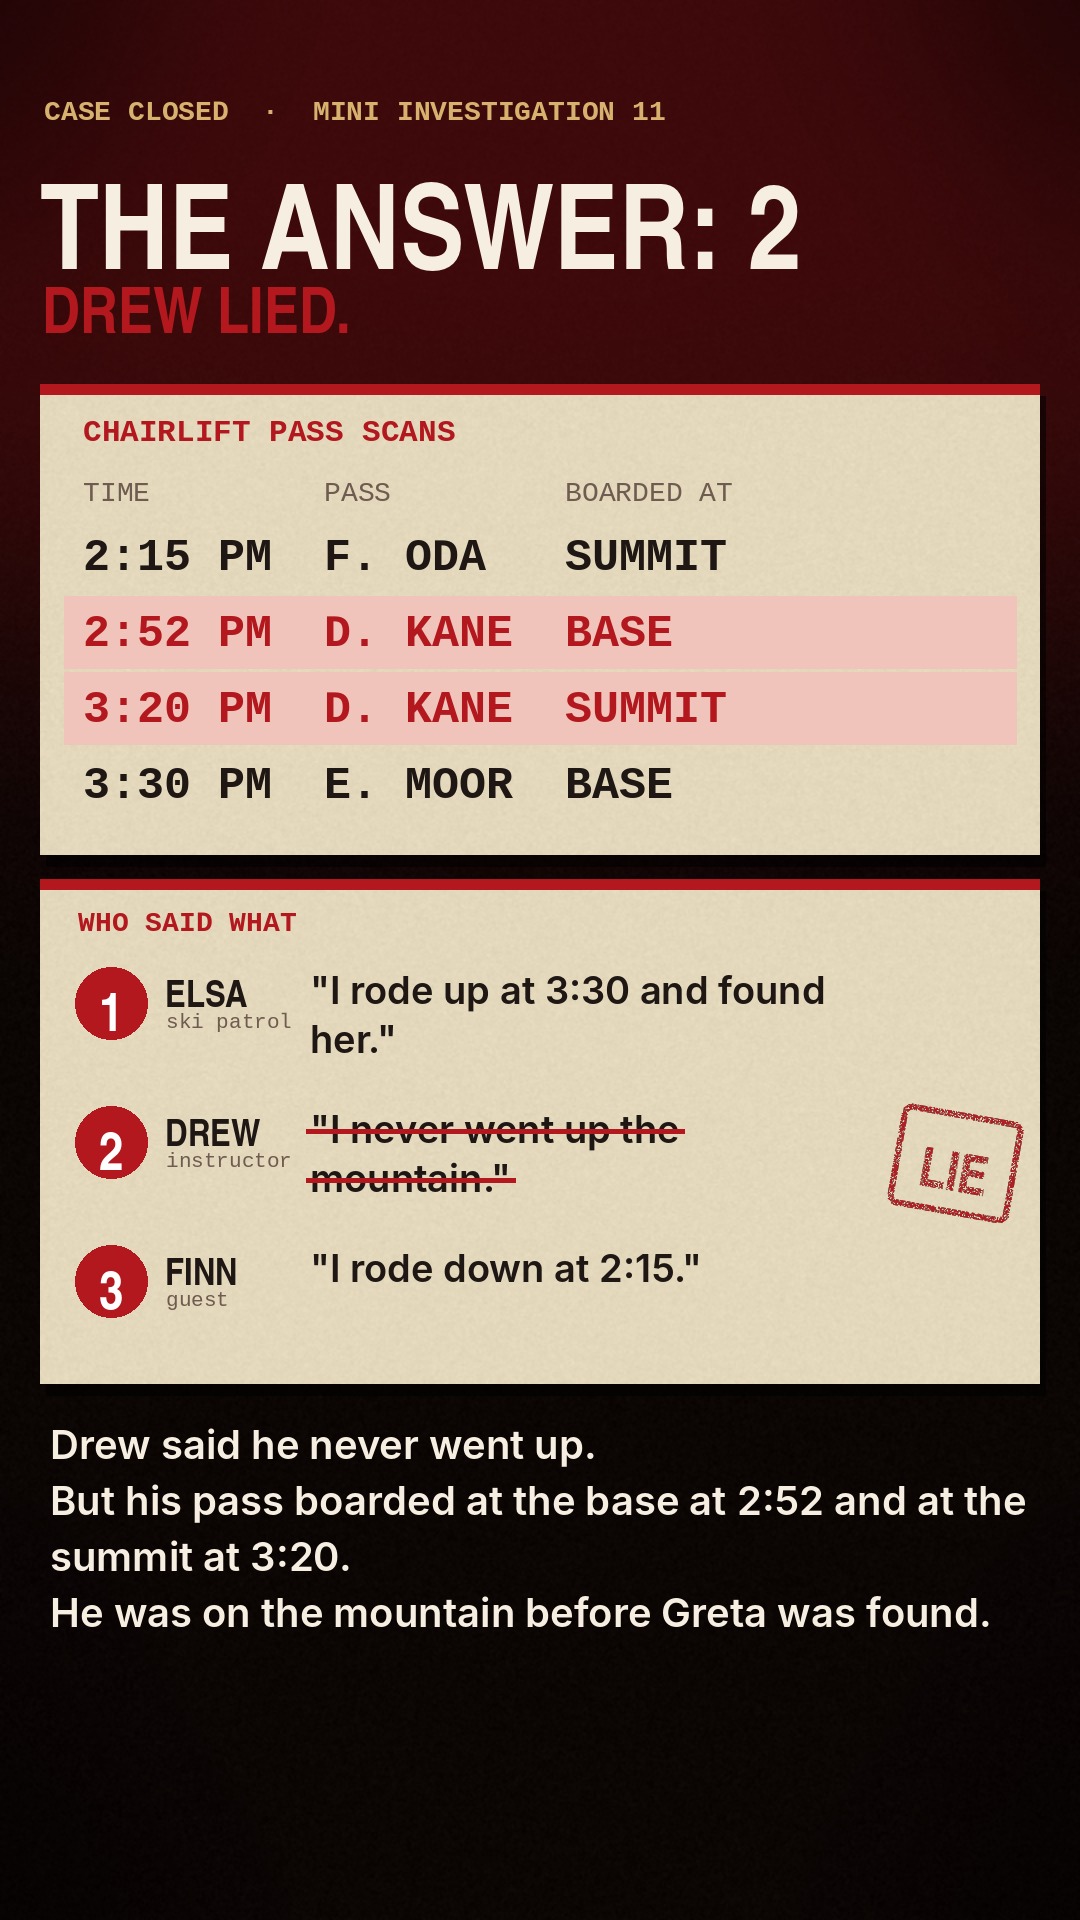 CASE CLOSED · MINI INVESTIGATION 11
THE ANSWER: 2
DREW LIED.
CHAIRLIFT PASS SCANS
TIME PASS BOARDED AT
2:15 PM F. ODA SUMMIT
2:52 PM D. KANE BASE
3:20 PM D. KANE SUMMIT
3:30 PM E. MOOR BASE
WHO SAID WHAT
1 ELSA "I rode up at 3:30 and found
ski patrol
her."
2 DREW "I never went up the
instructor
mountain."
LIE
3 FINN "I rode down at 2:15."
guest
Drew said he never went up.
But his pass boarded at the base at 2:52 and at the
summit at 3:20.
He was on the mountain before Greta was found.